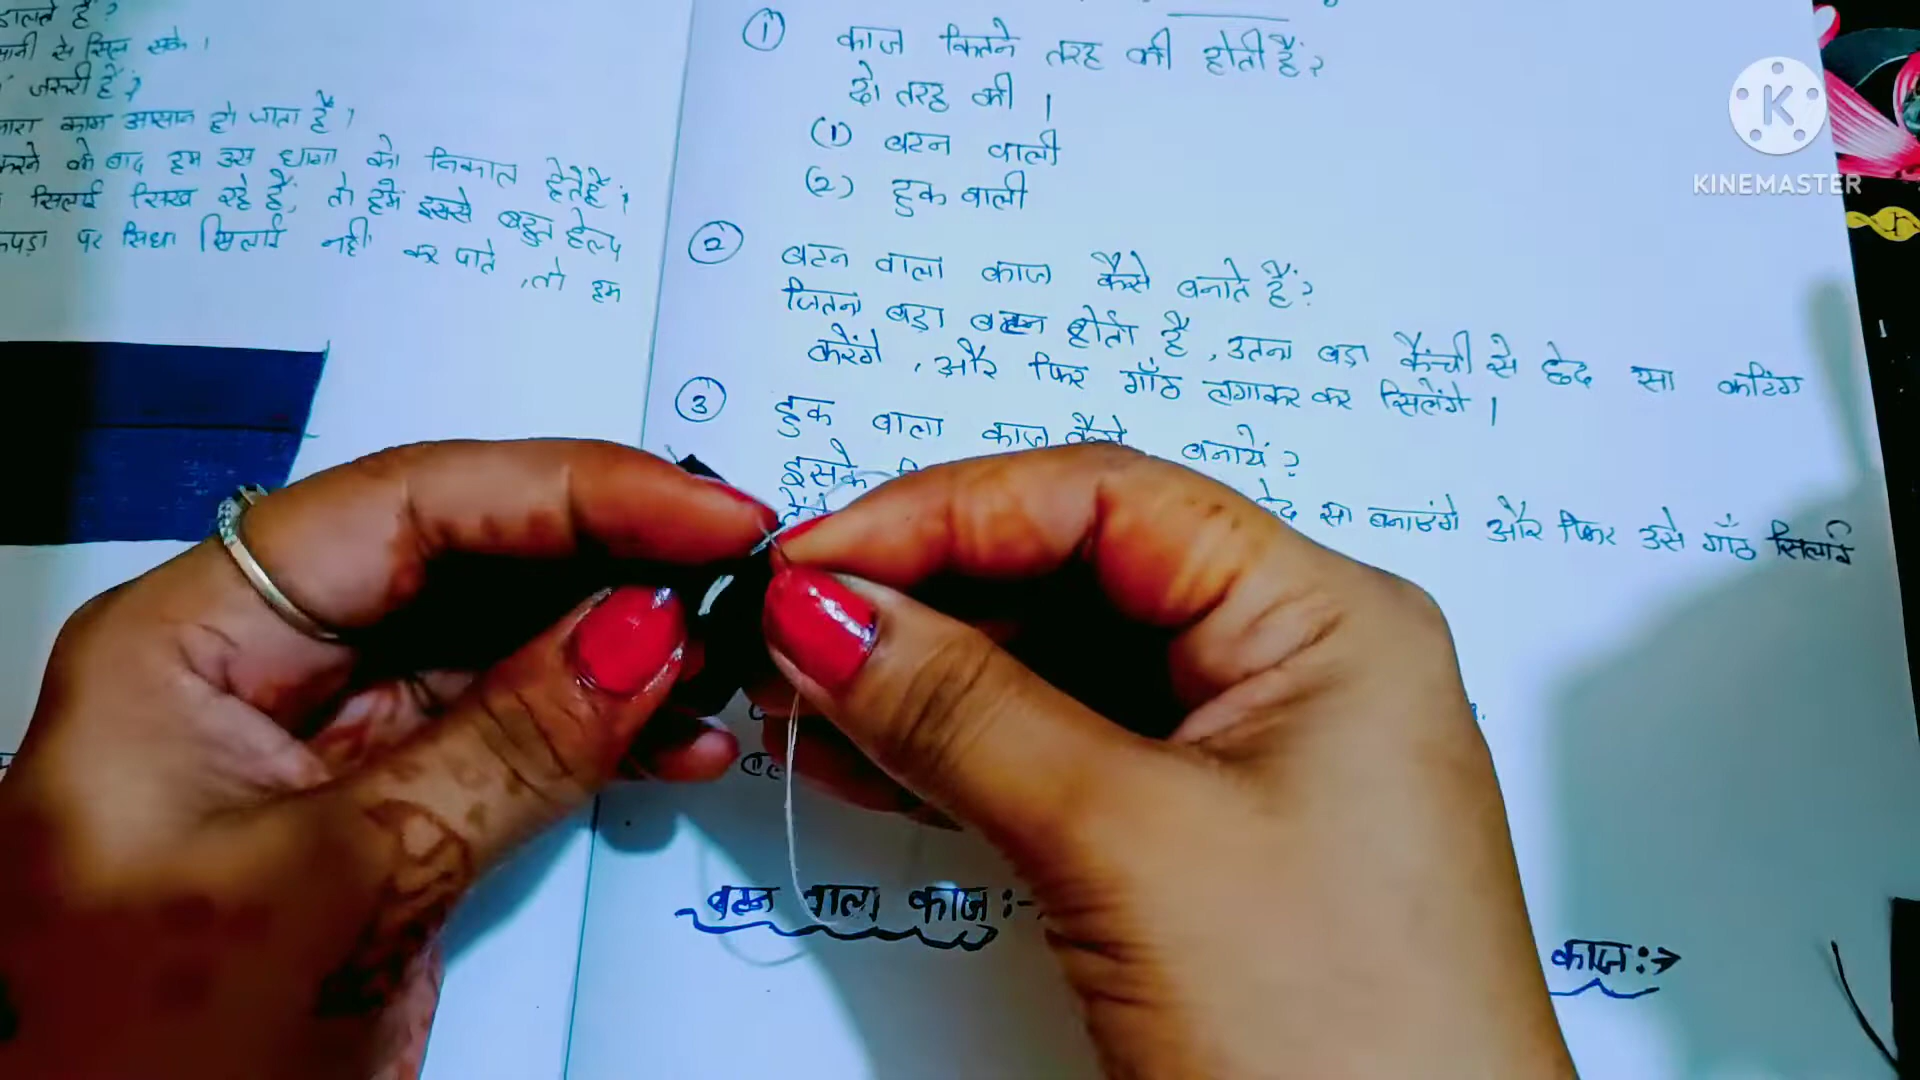 डालते हैं?
सानी से सिल सके।
जरूरी है?
मारा काम आसान हो जाता है।
करने के बाद हम उस धागा को निकाल देते हैं।
सिलाई सिख रहे हैं, तो हमें इससे बहुत हेल्प
कपड़ा पर सिधा सिलाई नहीं कर पाते, तो हम
① काज कितने तरह की होती हैं?
दो तरह की।
(1) बटन वाली
(2) हुक वाली
② बटन वाला काज कैसे बनाते हैं?
जितना बड़ा बटन होता है, उतना बड़ा कैंची से छेद सा कटिंग
करेंगे, और फिर गाँठ लगाकर कर सिलेंगे।
③ हुक वाला काज कैसे बनाये?
इसके
छेद सा बनाएंगे और फिर उसे गाँठ सिलाई
बटन वाला काज:-
काज:→
KINEMASTER